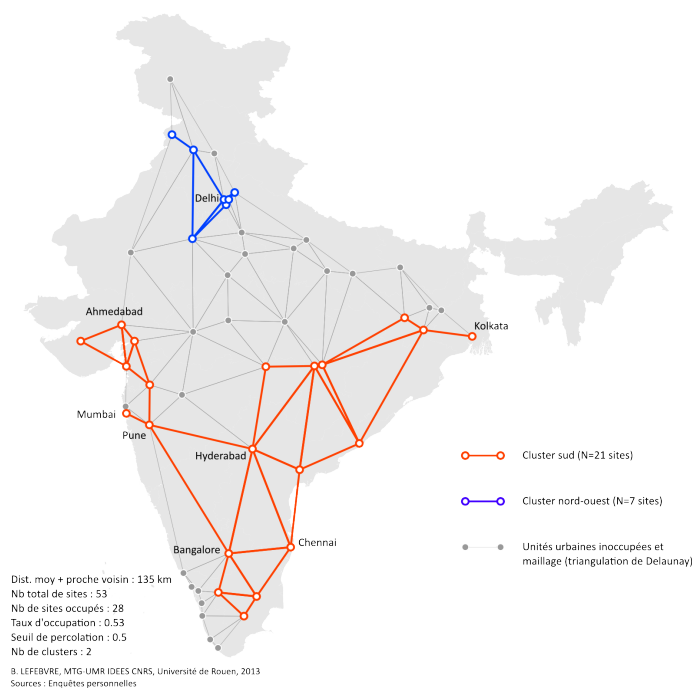 Delhi
Ahmedabad
Kolkata
Mumbai
Pune
Hyderabad
Cluster sud (N=21 sites)
Cluster nord-ouest (N=7 sites)
Chennai
Bangalore
Unités urbaines inoccupées et
maillage (triangulation de Delaunay)
Dist. moy + proche voisin : 135 km
Nb total de sites : 53
Nb de sites occupés : 28
Taux d'occupation : 0.53
Seuil de percolation : 0.5
Nb de clusters : 2
B. LEFEBVRE, MTG-UMR IDEES CNRS, Université de Rouen, 2013
Sources : Enquêtes personnelles